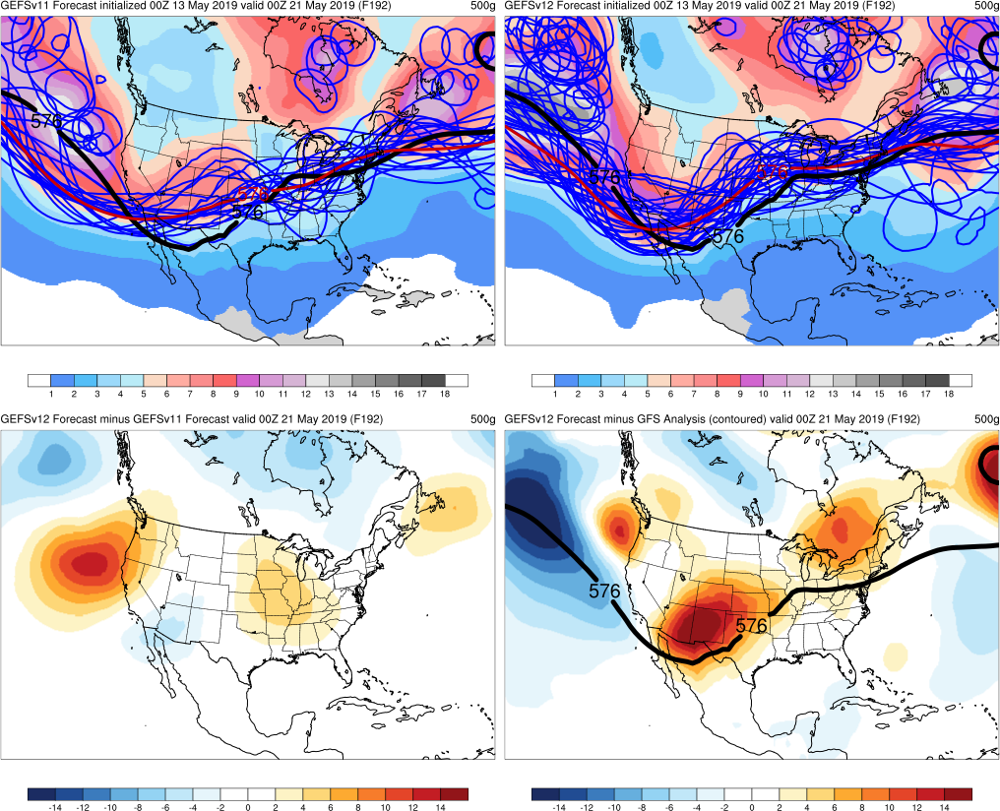 GEFSv11 Forecast initialized 00Z 13 May 2019 valid 00Z 21 May 2019 (F192) 500g
576
576
576
1 2 3 4 5 6 7 8 9 10 11 12 13 14 15 16 17 18
GEFSv12 Forecast initialized 00Z 13 May 2019 valid 00Z 21 May 2019 (F192) 500g
576
576
576
1 2 3 4 5 6 7 8 9 10 11 12 13 14 15 16 17 18
GEFSv12 Forecast minus GEFSv11 Forecast valid 00Z 21 May 2019 (F192) 500g
-14 -12 -10 -8 -6 -4 -2 0 2 4 6 8 10 12 14
GEFSv12 Forecast minus GFS Analysis (contoured) valid 00Z 21 May 2019 (F192) 500g
576
576
-14 -12 -10 -8 -6 -4 -2 0 2 4 6 8 10 12 14